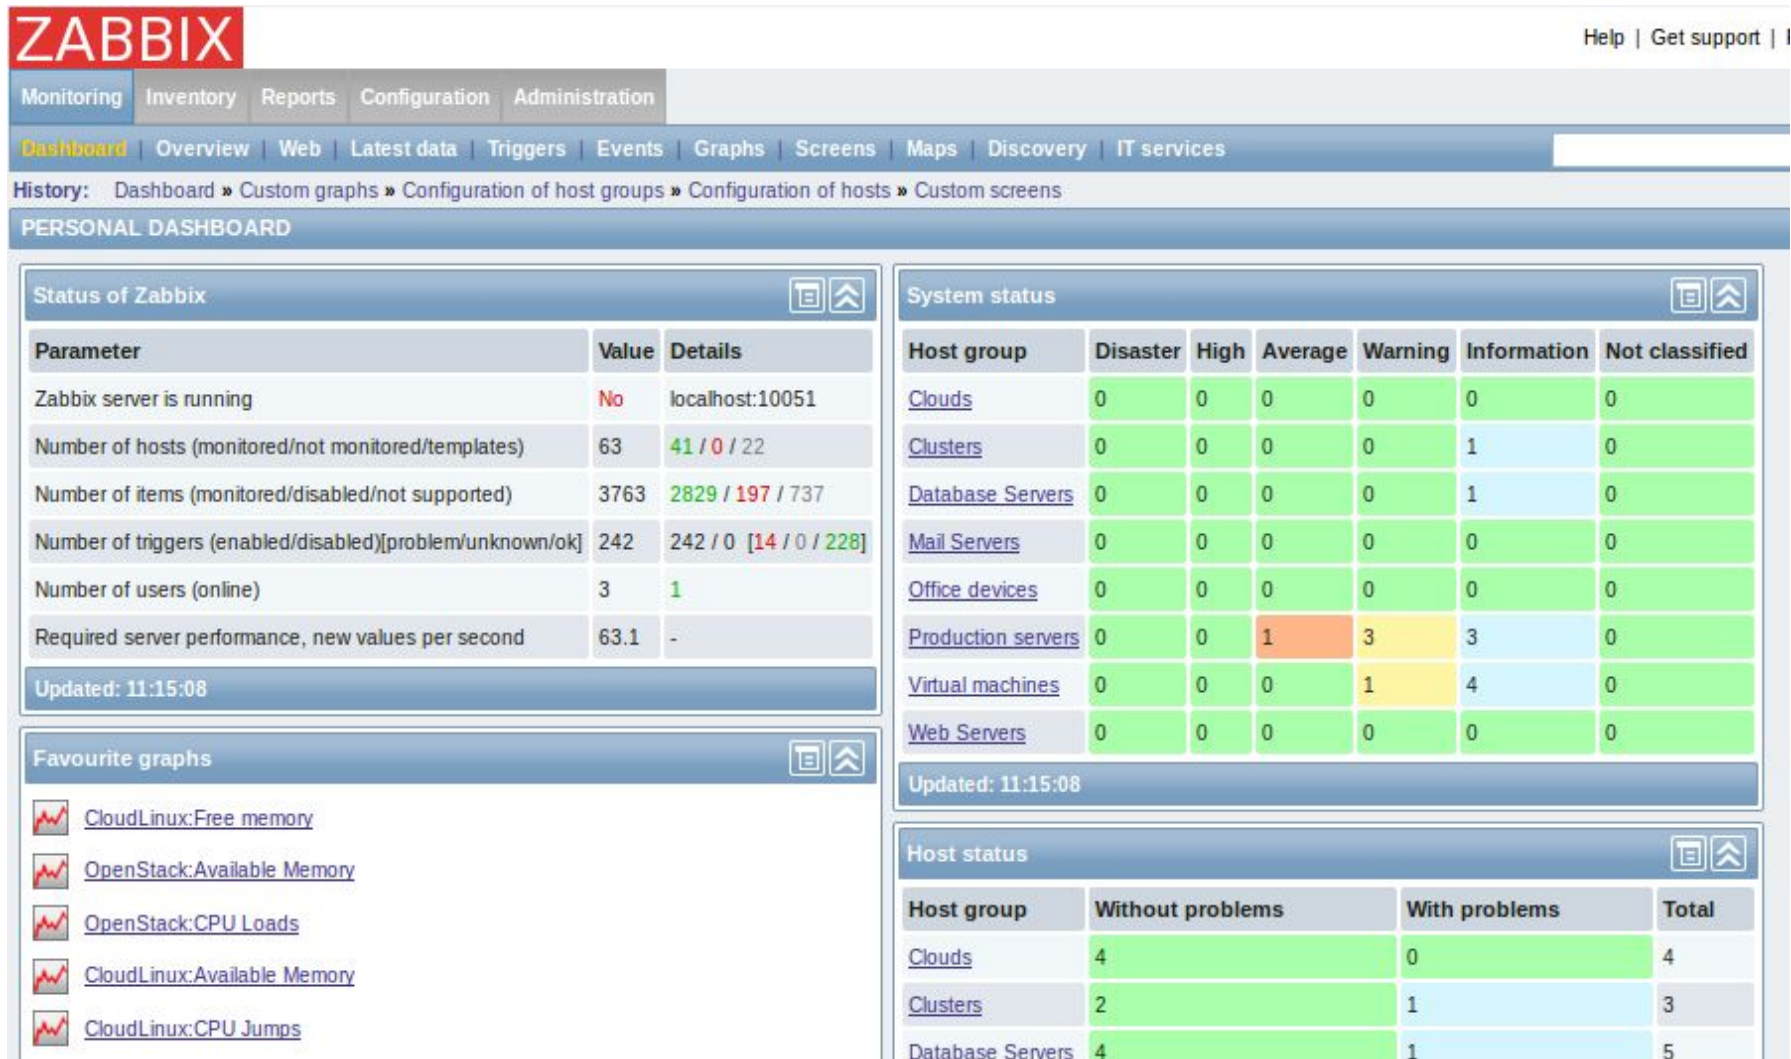 ZABBIX
Help | Get support |
Monitoring Inventory Reports Configuration Administration
Dashboard | Overview | Web | Latest data | Triggers | Events | Graphs | Screens | Maps | Discovery | IT services
History: Dashboard » Custom graphs » Configuration of host groups » Configuration of hosts » Custom screens
PERSONAL DASHBOARD
Status of Zabbix
Parameter Value Details
Zabbix server is running No localhost:10051
Number of hosts (monitored/not monitored/templates) 63 41 / 0 / 22
Number of items (monitored/disabled/not supported) 3763 2829 / 197 / 737
Number of triggers (enabled/disabled)[problem/unknown/ok] 242 242 / 0 [14 / 0 / 228]
Number of users (online) 3 1
Required server performance, new values per second 63.1 -
Updated: 11:15:08
Favourite graphs
CloudLinux:Free memory
OpenStack:Available Memory
OpenStack:CPU Loads
CloudLinux:Available Memory
CloudLinux:CPU Jumps
System status
Host group Disaster High Average Warning Information Not classified
Clouds 0 0 0 0 0 0
Clusters 0 0 0 0 1 0
Database Servers 0 0 0 0 1 0
Mail Servers 0 0 0 0 0 0
Office devices 0 0 0 0 0 0
Production servers 0 0 1 3 3 0
Virtual machines 0 0 0 1 4 0
Web Servers 0 0 0 0 0 0
Updated: 11:15:08
Host status
Host group Without problems With problems Total
Clouds 4 0 4
Clusters 2 1 3
Database Servers 4 1 5